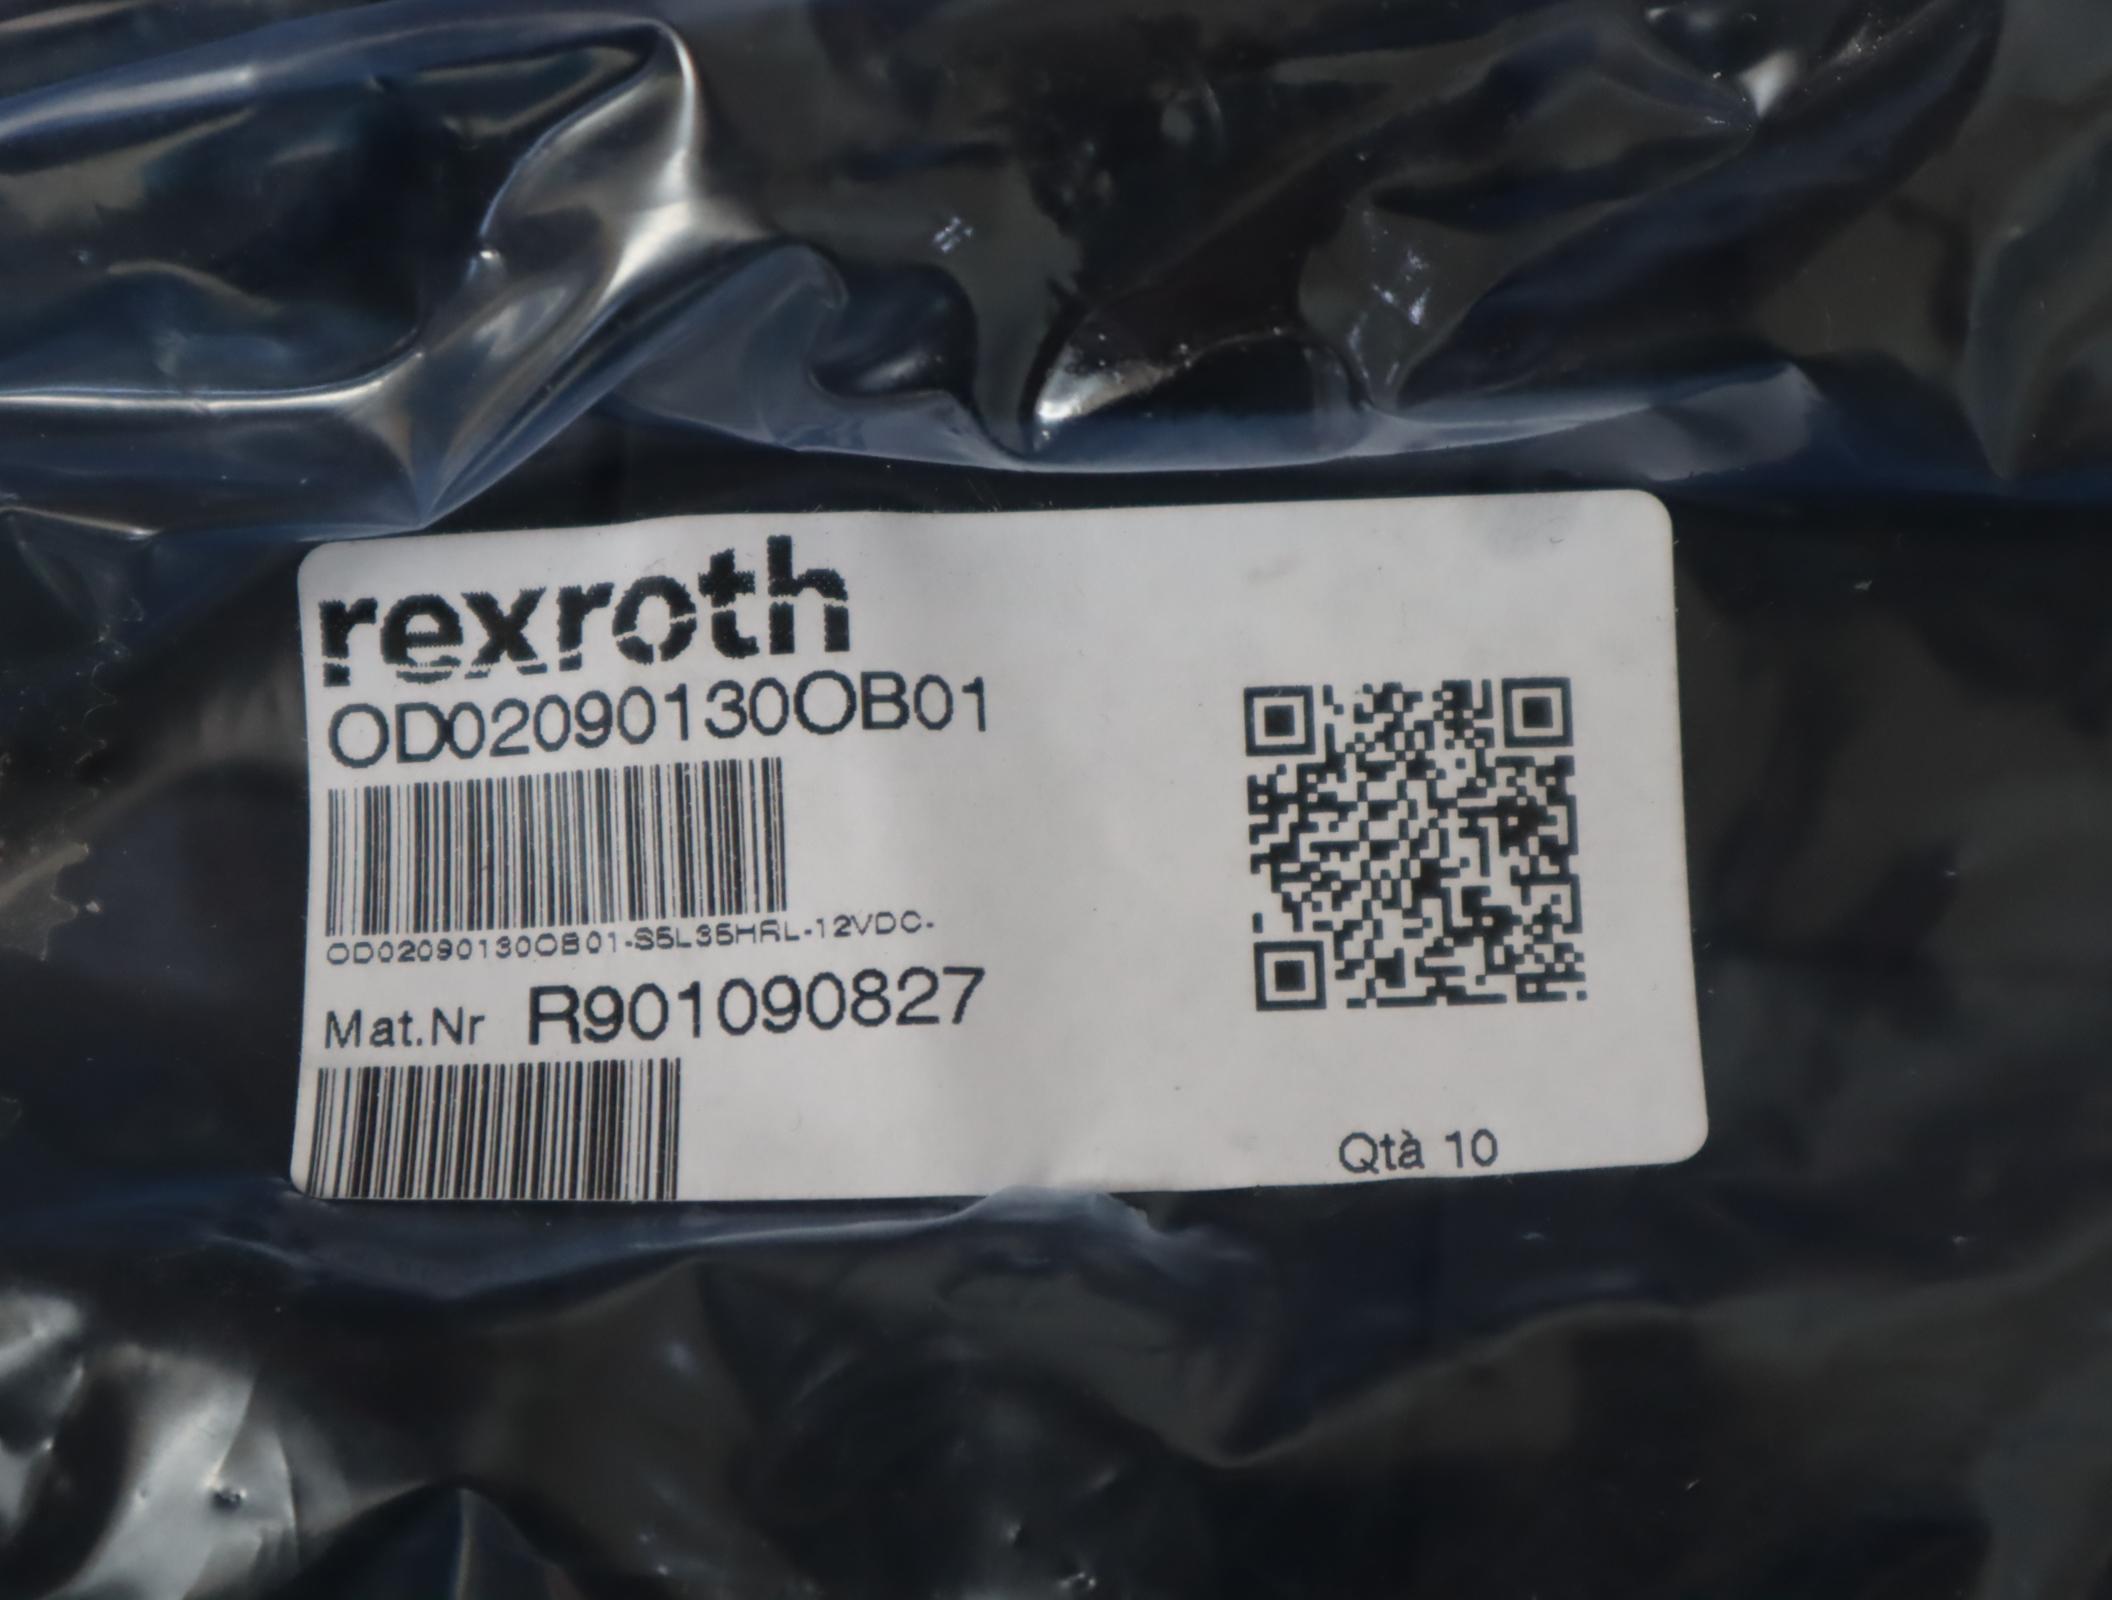 rexroth
OD02090130OB01
OD02090130OB01-S5L35HRL-12VDC-
Mat.Nr R901090827
Qtà 10